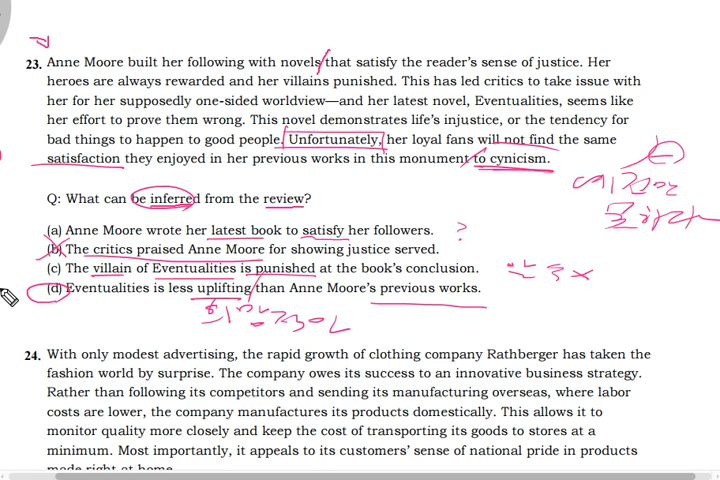 23. Anne Moore built her following with novels that satisfy the reader's sense of justice. Her
heroes are always rewarded and her villains punished. This has led critics to take issue with
her for her supposedly one-sided worldview—and her latest novel, Eventualities, seems like
her effort to prove them wrong. This novel demonstrates life's injustice, or the tendency for
bad things to happen to good people. Unfortunately, her loyal fans will not find the same
satisfaction they enjoyed in her previous works in this monument to cynicism.
Q: What can be inferred from the review?
(a) Anne Moore wrote her latest book to satisfy her followers. ?
(b) The critics praised Anne Moore for showing justice served.
(c) The villain of Eventualities is punished at the book's conclusion.
(d) Eventualities is less uplifting than Anne Moore's previous works.
24. With only modest advertising, the rapid growth of clothing company Rathberger has taken the
fashion world by surprise. The company owes its success to an innovative business strategy.
Rather than following its competitors and sending its manufacturing overseas, where labor
costs are lower, the company manufactures its products domestically. This allows it to
monitor quality more closely and keep the cost of transporting its goods to stores at a
minimum. Most importantly, it appeals to its customers' sense of national pride in products
made right at home.